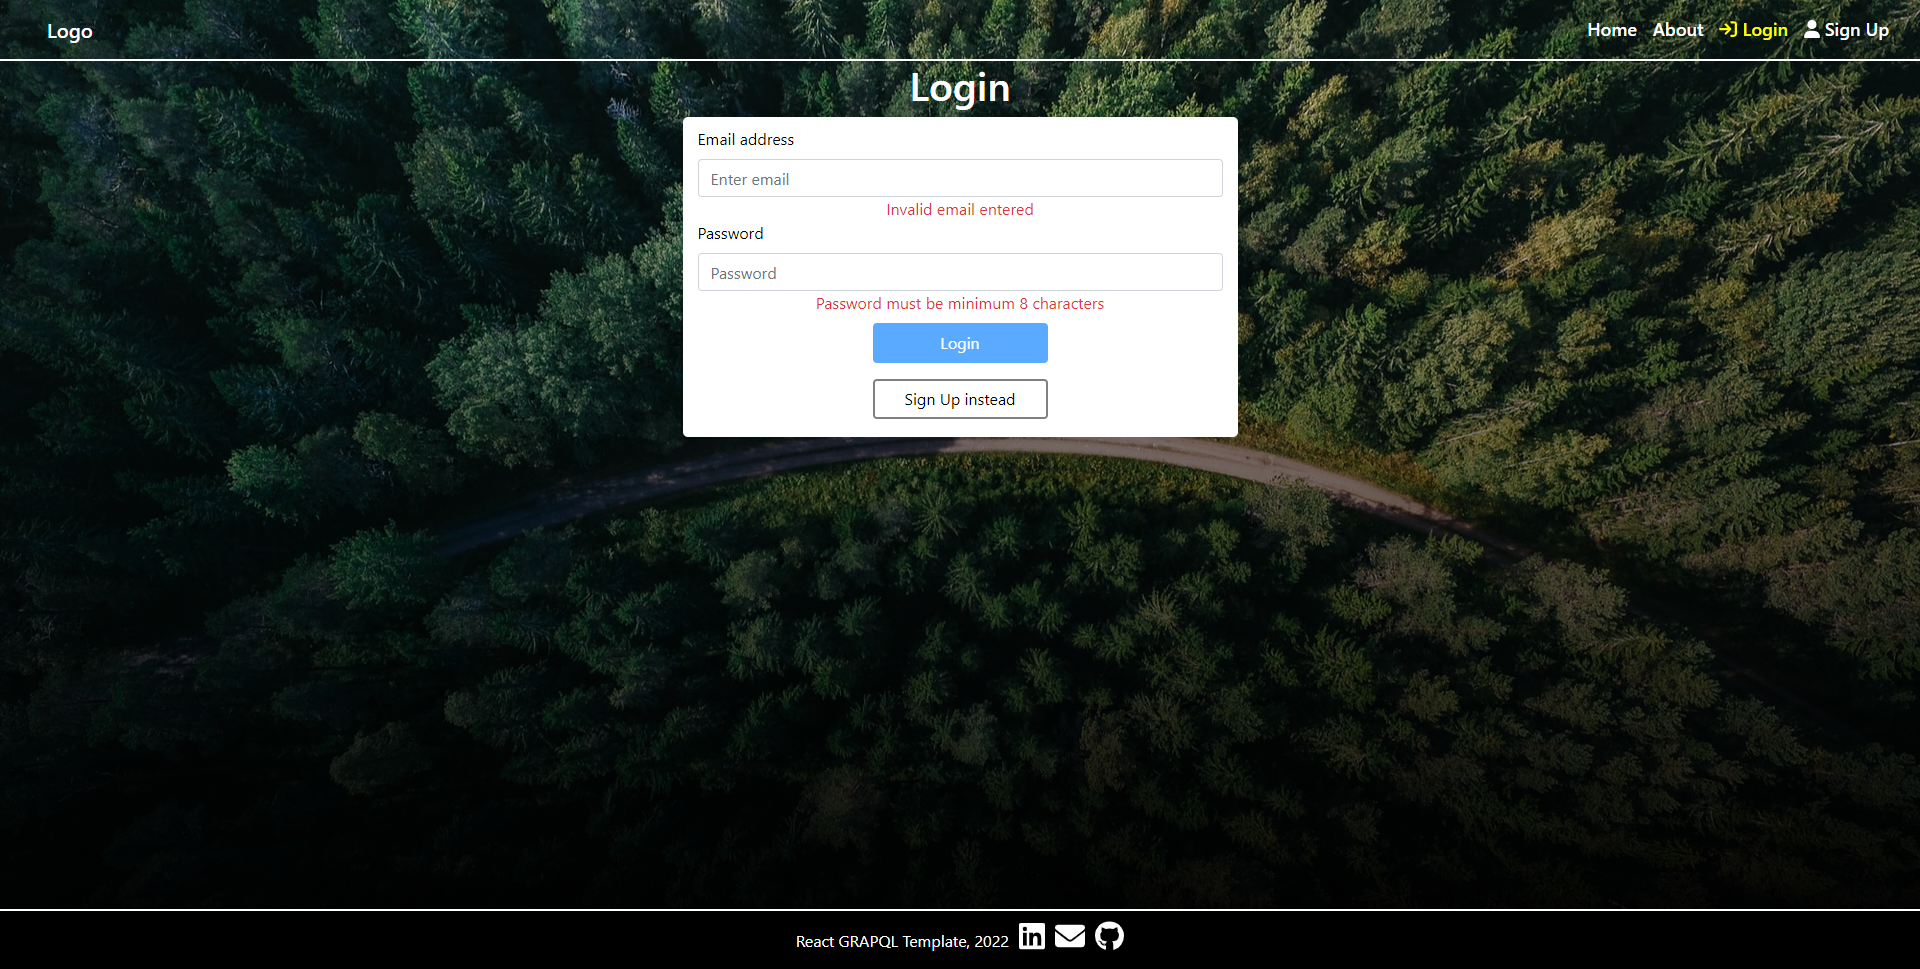 Logo
Home About Login Sign Up
Login
Email address
Enter email
Invalid email entered
Password
Password
Password must be minimum 8 characters
Login
Sign Up instead
React GRAPQL Template, 2022
in